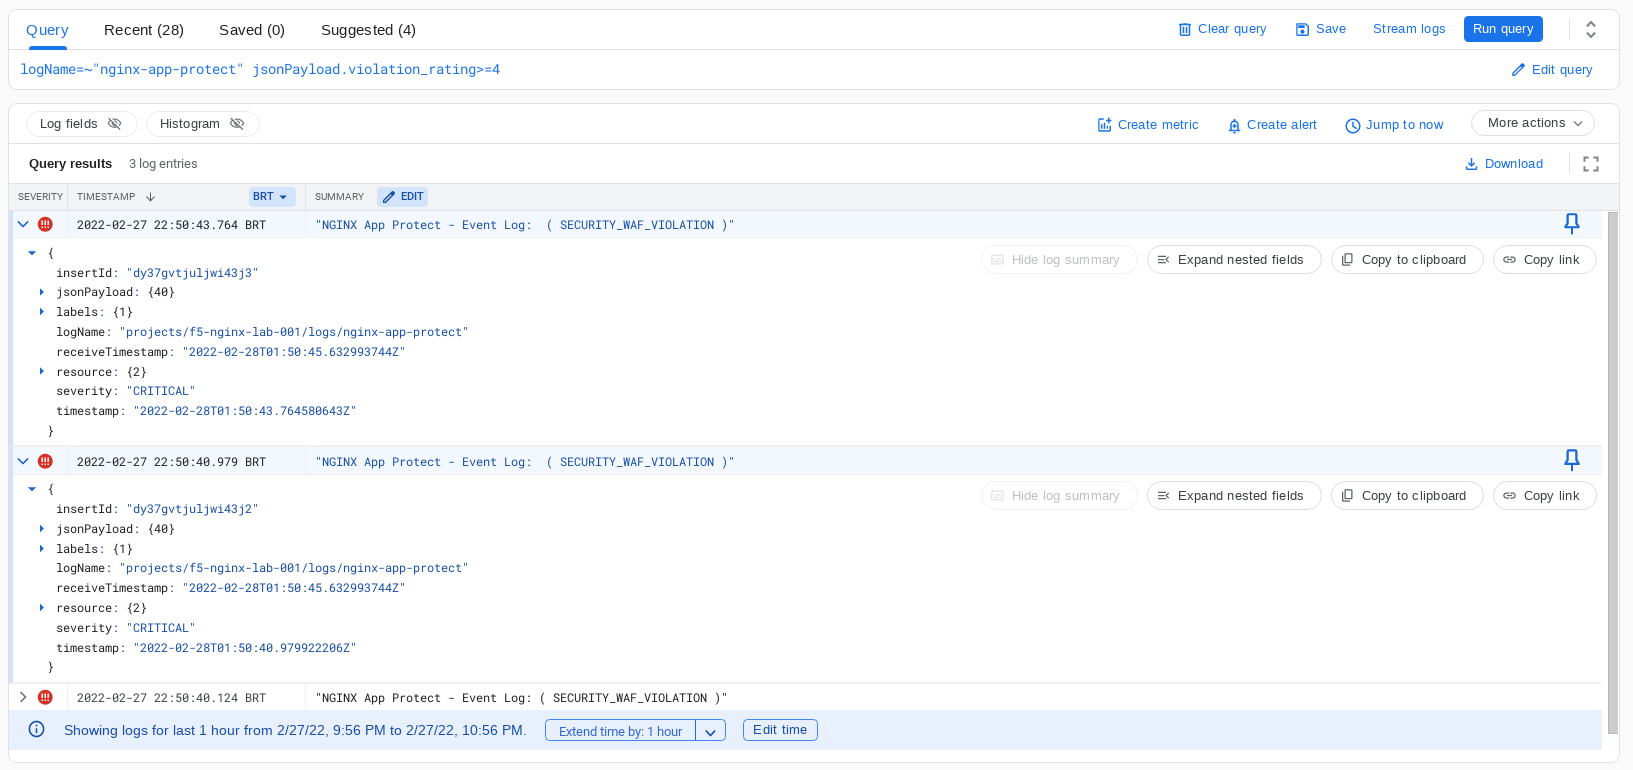 Query Recent (28) Saved (0) Suggested (4) Clear query Save Stream logs Run query
logName=~"nginx-app-protect" jsonPayload.violation_rating>=4 Edit query
Log fields Histogram Create metric Create alert Jump to now More actions
Query results 3 log entries Download
SEVERITY TIMESTAMP BRT SUMMARY EDIT
2022-02-27 22:50:43.764 BRT "NGINX App Protect - Event Log:  ( SECURITY_WAF_VIOLATION )"
{ Hide log summary Expand nested fields Copy to clipboard Copy link
insertId: "dy37gvtjuljwi43j3"
jsonPayload: {40}
labels: {1}
logName: "projects/f5-nginx-lab-001/logs/nginx-app-protect"
receiveTimestamp: "2022-02-28T01:50:45.632993744Z"
resource: {2}
severity: "CRITICAL"
timestamp: "2022-02-28T01:50:43.764580643Z"
}
2022-02-27 22:50:40.979 BRT "NGINX App Protect - Event Log:  ( SECURITY_WAF_VIOLATION )"
{ Hide log summary Expand nested fields Copy to clipboard Copy link
insertId: "dy37gvtjuljwi43j2"
jsonPayload: {40}
labels: {1}
logName: "projects/f5-nginx-lab-001/logs/nginx-app-protect"
receiveTimestamp: "2022-02-28T01:50:45.632993744Z"
resource: {2}
severity: "CRITICAL"
timestamp: "2022-02-28T01:50:40.979922206Z"
}
2022-02-27 22:50:40.124 BRT "NGINX App Protect - Event Log: ( SECURITY_WAF_VIOLATION )"
Showing logs for last 1 hour from 2/27/22, 9:56 PM to 2/27/22, 10:56 PM. Extend time by: 1 hour Edit time